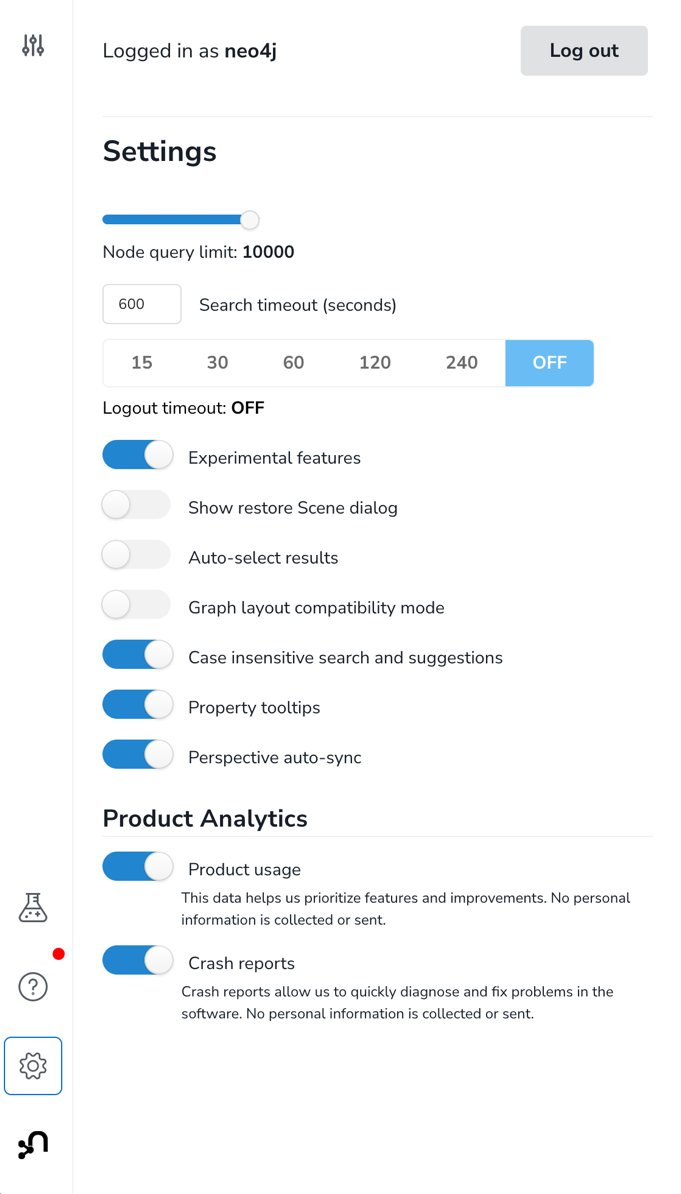 Logged in as neo4j
Log out
Settings
Node query limit: 10000
600
Search timeout (seconds)
15 30 60 120 240 OFF
Logout timeout: OFF
Experimental features
Show restore Scene dialog
Auto-select results
Graph layout compatibility mode
Case insensitive search and suggestions
Property tooltips
Perspective auto-sync
Product Analytics
Product usage
This data helps us prioritize features and improvements. No personal
information is collected or sent.
Crash reports
Crash reports allow us to quickly diagnose and fix problems in the
software. No personal information is collected or sent.